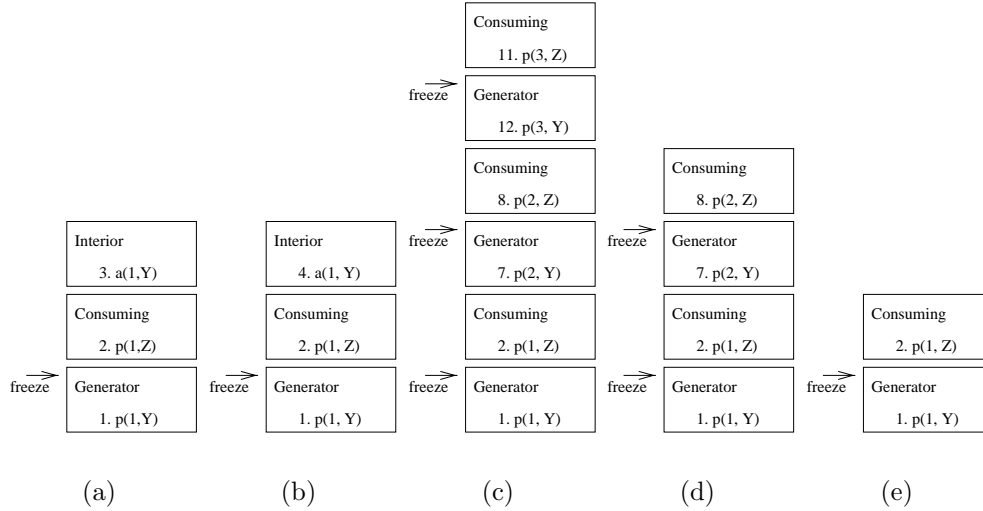 Consuming
11. p(3, Z)
freeze
Generator
12. p(3, Y)
Consuming
8. p(2, Z)
Consuming
8. p(2, Z)
Interior
3. a(1,Y)
Interior
4. a(1, Y)
freeze
Generator
7. p(2, Y)
freeze
Generator
7. p(2, Y)
Consuming
2. p(1,Z)
Consuming
2. p(1, Z)
Consuming
2. p(1, Z)
Consuming
2. p(1, Z)
Consuming
2. p(1, Z)
freeze
Generator
1. p(1,Y)
freeze
Generator
1. p(1, Y)
freeze
Generator
1. p(1, Y)
freeze
Generator
1. p(1, Y)
freeze
Generator
1. p(1, Y)
(a)
(b)
(c)
(d)
(e)